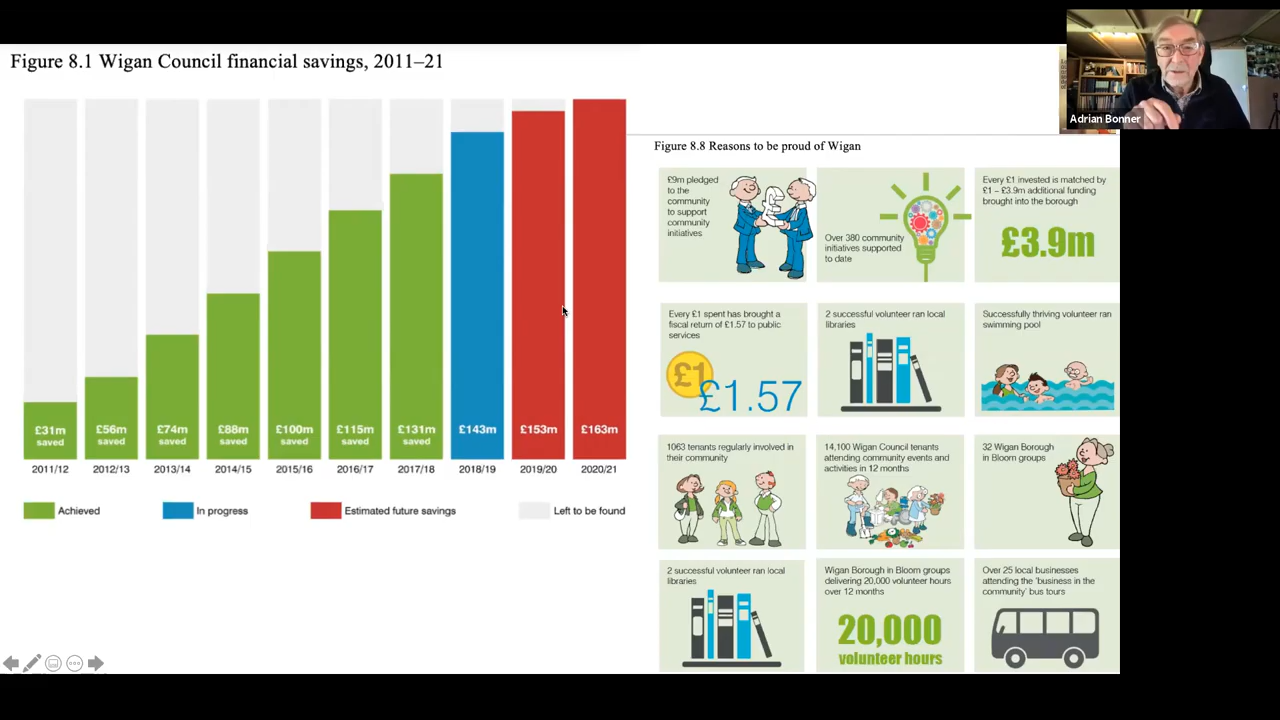 Figure 8.1 Wigan Council financial savings, 2011–21
£31m
saved
£56m
saved
£74m
saved
£88m
saved
£100m
saved
£115m
saved
£131m
saved
£143m
£153m
£163m
2011/12
2012/13
2013/14
2014/15
2015/16
2016/17
2017/18
2018/19
2019/20
2020/21
Achieved
In progress
Estimated future savings
Left to be found
Adrian Bonner
Figure 8.8 Reasons to be proud of Wigan
£9m pledged
to the
community
to support
community
initiatives
Over 380 community
initiatives supported
to date
Every £1 invested is matched by
£1 – £3.9m additional funding
brought into the borough
£3.9m
Every £1 spent has brought a
fiscal return of £1.57 to public
services
£1
£1.57
2 successful volunteer ran local
libraries
Successfully thriving volunteer ran
swimming pool
1063 tenants regularly involved in
their community
14,100 Wigan Council tenants
attending community events and
activities in 12 months
32 Wigan Borough
in Bloom groups
2 successful volunteer ran local
libraries
Wigan Borough in Bloom groups
delivering 20,000 volunteer hours
over 12 months
20,000
volunteer hours
Over 25 local businesses
attending the 'business in the
community' bus tours